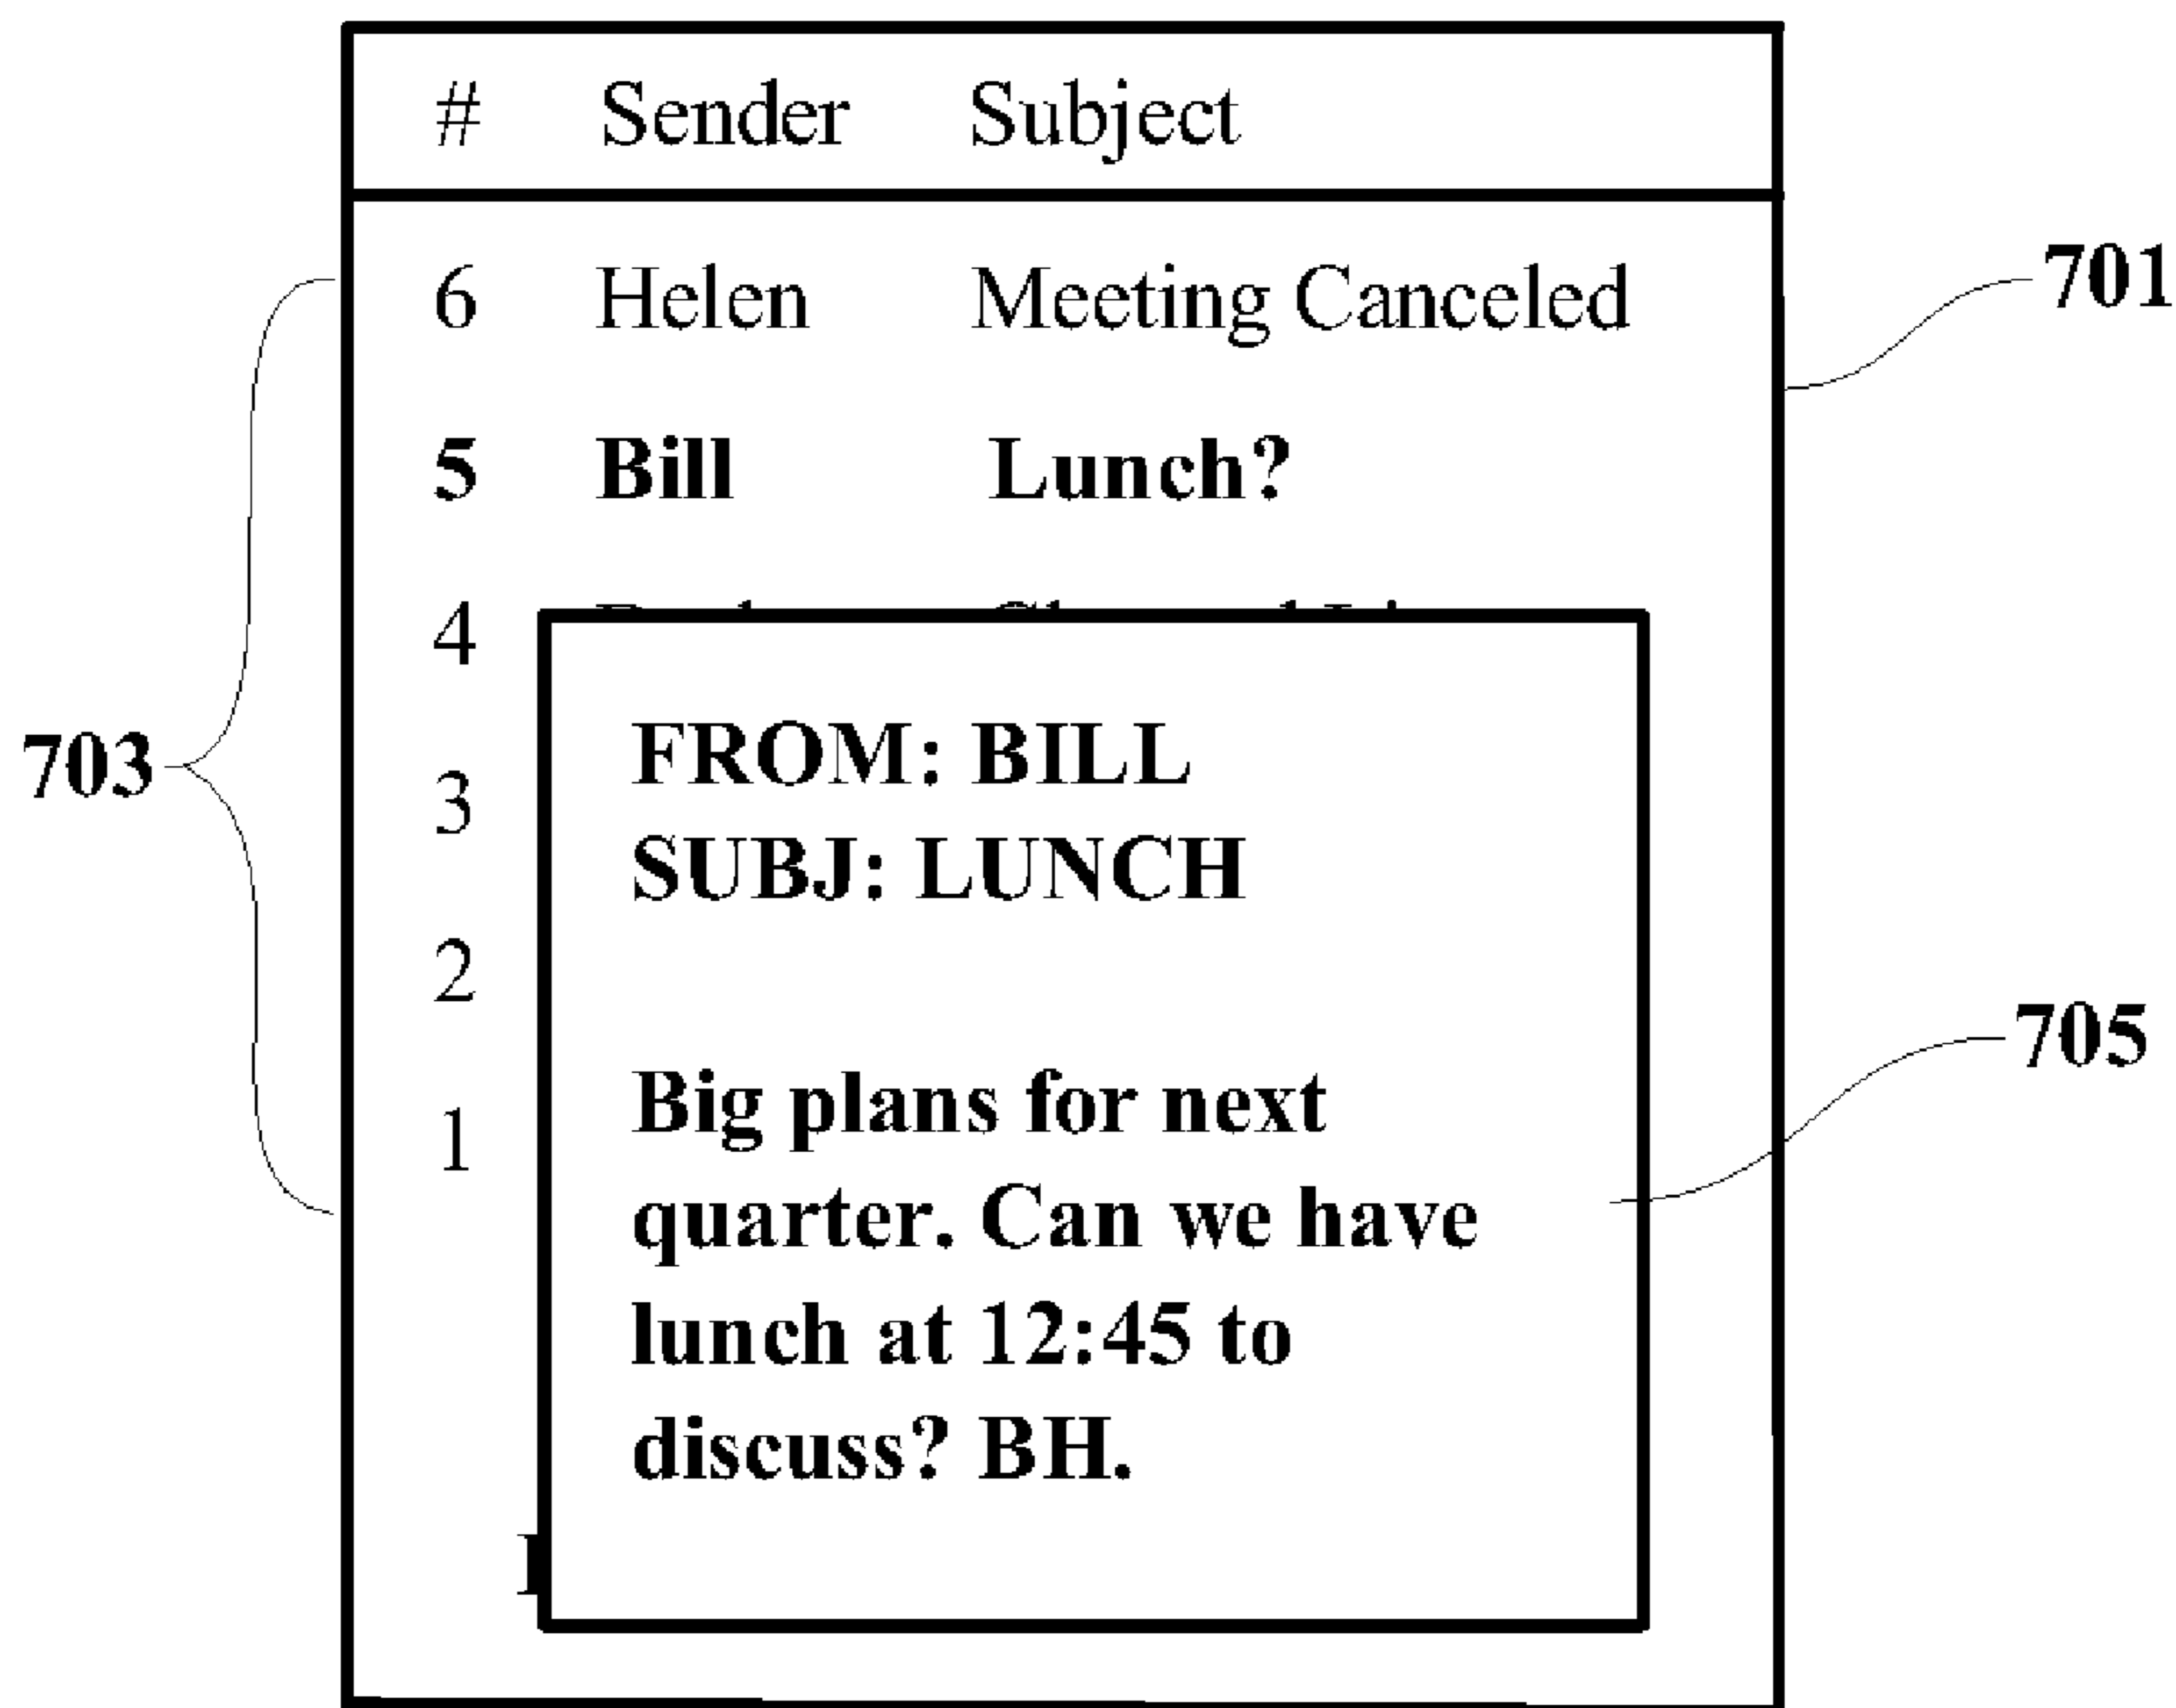 # Sender Subject
6 Helen Meeting Canceled
701
5 Bill Lunch?
4
703
3
2
1
FROM: BILL
SUBJ: LUNCH
705
Big plans for next
quarter. Can we have
lunch at 12:45 to
discuss? BH.